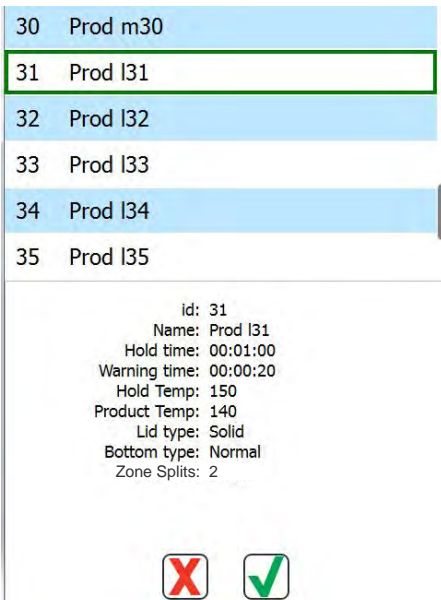 30 Prod m30
31 Prod l31
32 Prod l32
33 Prod l33
34 Prod l34
35 Prod l35
id: 31
Name: Prod l31
Hold time: 00:01:00
Warning time: 00:00:20
Hold Temp: 150
Product Temp: 140
Lid type: Solid
Bottom type: Normal
Zone Splits: 2